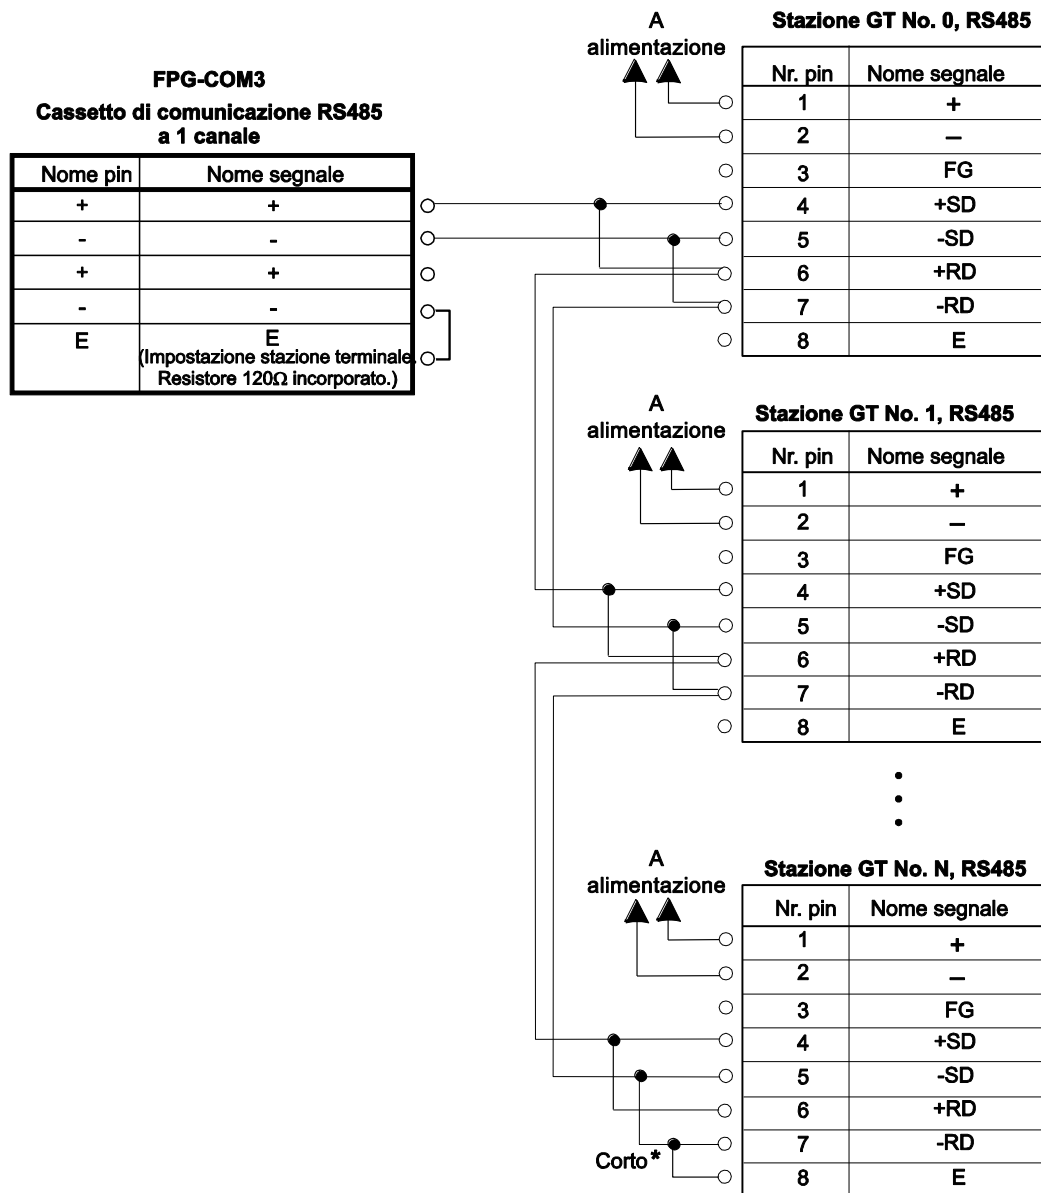 FPG-COM3
Cassetto di comunicazione RS485
a 1 canale
Nome pin Nome segnale
+ +
- -
+ +
- -
E E
(Impostazione stazione terminale.
Resistore 120Ω incorporato.)
A
alimentazione
Stazione GT No. 0, RS485
Nr. pin Nome segnale
1 +
2 –
3 FG
4 +SD
5 -SD
6 +RD
7 -RD
8 E
A
alimentazione
Stazione GT No. 1, RS485
Nr. pin Nome segnale
1 +
2 –
3 FG
4 +SD
5 -SD
6 +RD
7 -RD
8 E
A
alimentazione
Stazione GT No. N, RS485
Nr. pin Nome segnale
1 +
2 –
3 FG
4 +SD
5 -SD
6 +RD
7 -RD
8 E
Corto*